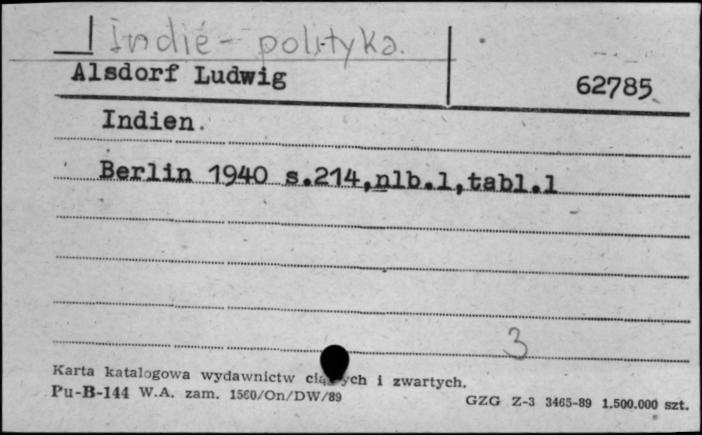 Indie - polityka.
Alsdorf Ludwig 62785
Indien.
Berlin 1940 s.214,nlb.1,tabl.1
3
Karta katalogowa wydawnictw i zwartych.
Pu-B-144 W.A. zam. 1560/On/DW/89
GZG Z-3 3465-89 1.500.000 szt.